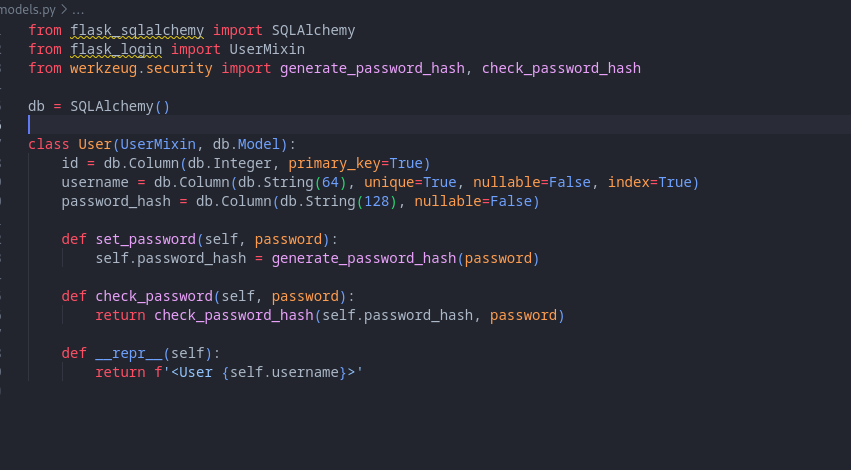 models.py > ...
from flask_sqlalchemy import SQLAlchemy
from flask_login import UserMixin
from werkzeug.security import generate_password_hash, check_password_hash

db = SQLAlchemy()

class User(UserMixin, db.Model):
    id = db.Column(db.Integer, primary_key=True)
    username = db.Column(db.String(64), unique=True, nullable=False, index=True)
    password_hash = db.Column(db.String(128), nullable=False)

    def set_password(self, password):
        self.password_hash = generate_password_hash(password)

    def check_password(self, password):
        return check_password_hash(self.password_hash, password)

    def __repr__(self):
        return f'<User {self.username}>'